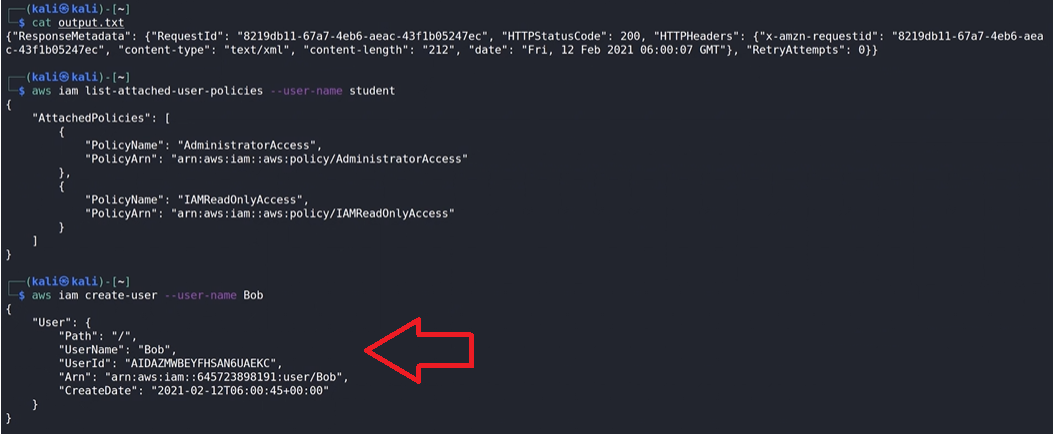 (kali㉿kali)-[~]
$ cat output.txt
{"ResponseMetadata": {"RequestId": "8219db11-67a7-4eb6-aeac-43f1b05247ec", "HTTPStatusCode": 200, "HTTPHeaders": {"x-amzn-requestid": "8219db11-67a7-4eb6-aea
c-43f1b05247ec", "content-type": "text/xml", "content-length": "212", "date": "Fri, 12 Feb 2021 06:00:07 GMT"}, "RetryAttempts": 0}}
(kali㉿kali)-[~]
$ aws iam list-attached-user-policies --user-name student
{
"AttachedPolicies": [
{
"PolicyName": "AdministratorAccess",
"PolicyArn": "arn:aws:iam::aws:policy/AdministratorAccess"
},
{
"PolicyName": "IAMReadOnlyAccess",
"PolicyArn": "arn:aws:iam::aws:policy/IAMReadOnlyAccess"
}
]
}
(kali㉿kali)-[~]
$ aws iam create-user --user-name Bob
{
"User": {
"Path": "/",
"UserName": "Bob",
"UserId": "AIDAZMWBEYFHSAN6UAEKC",
"Arn": "arn:aws:iam::645723898191:user/Bob",
"CreateDate": "2021-02-12T06:00:45+00:00"
}
}